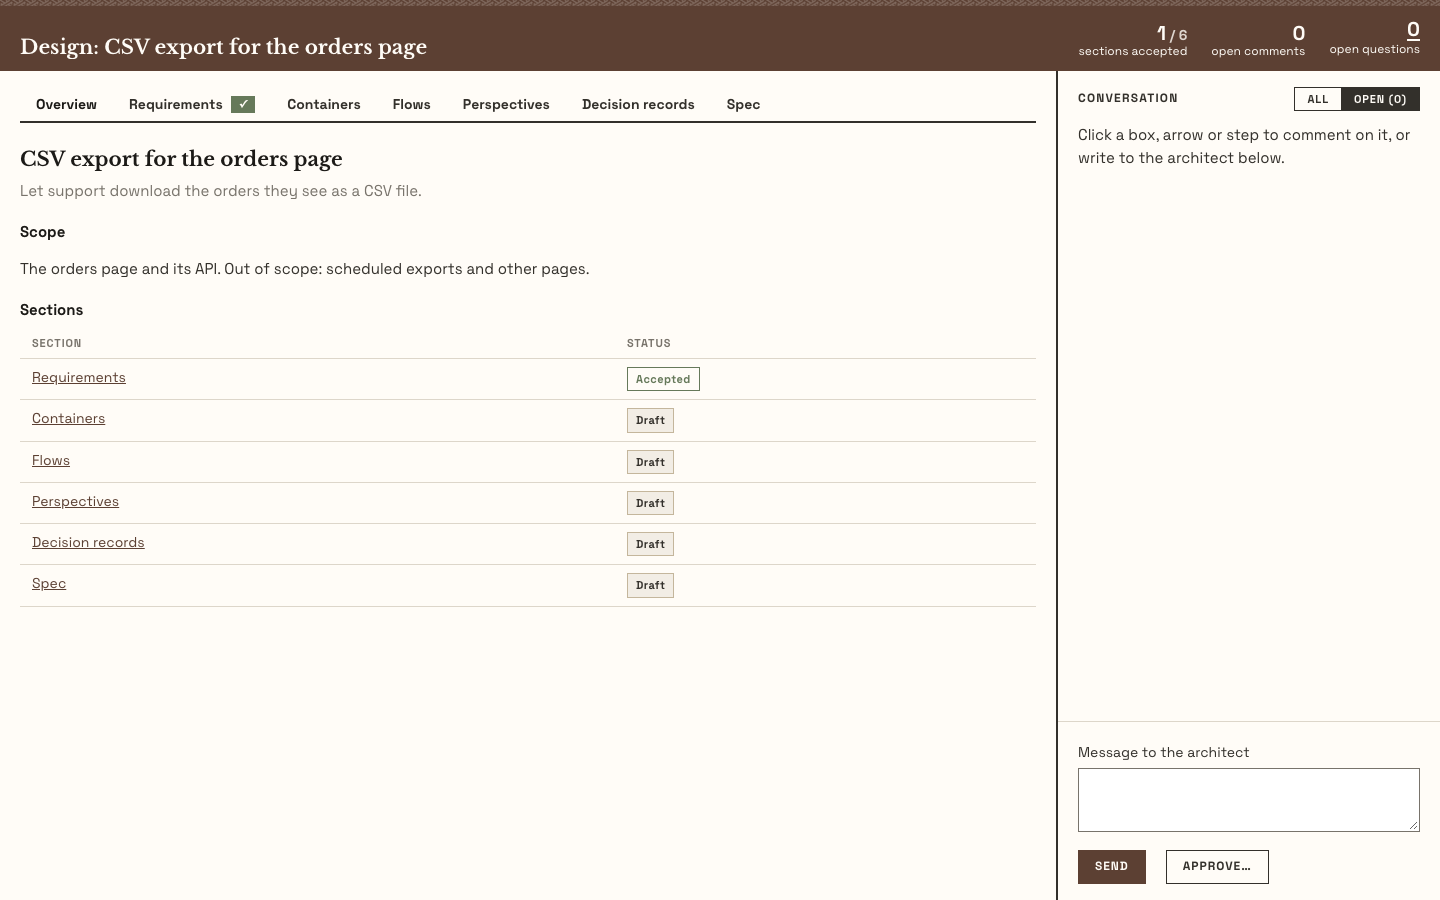 Design: CSV export for the orders page
1 / 6
sections accepted
0
open comments
0
open questions
Overview
Requirements ✓
Containers
Flows
Perspectives
Decision records
Spec
CSV export for the orders page
Let support download the orders they see as a CSV file.
Scope
The orders page and its API. Out of scope: scheduled exports and other pages.
Sections
SECTION
STATUS
Requirements
Accepted
Containers
Draft
Flows
Draft
Perspectives
Draft
Decision records
Draft
Spec
Draft
CONVERSATION
ALL
OPEN (0)
Click a box, arrow or step to comment on it, or
write to the architect below.
Message to the architect
SEND
APPROVE…